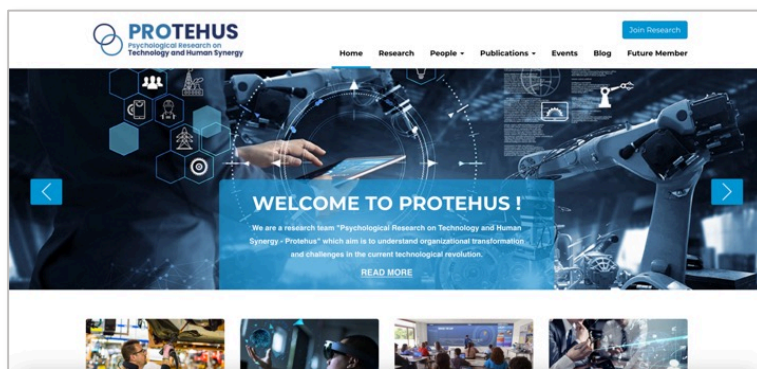 PROTEHUS
Psychological Research on
Technology and Human Synergy
Join Research
Home Research People Publications Events Blog Future Member
WELCOME TO PROTEHUS !
We are a research team "Psychological Research on Technology and Human
Synergy - Protehus" which aim is to understand organizational transformation
and challenges in the current technological revolution.
READ MORE